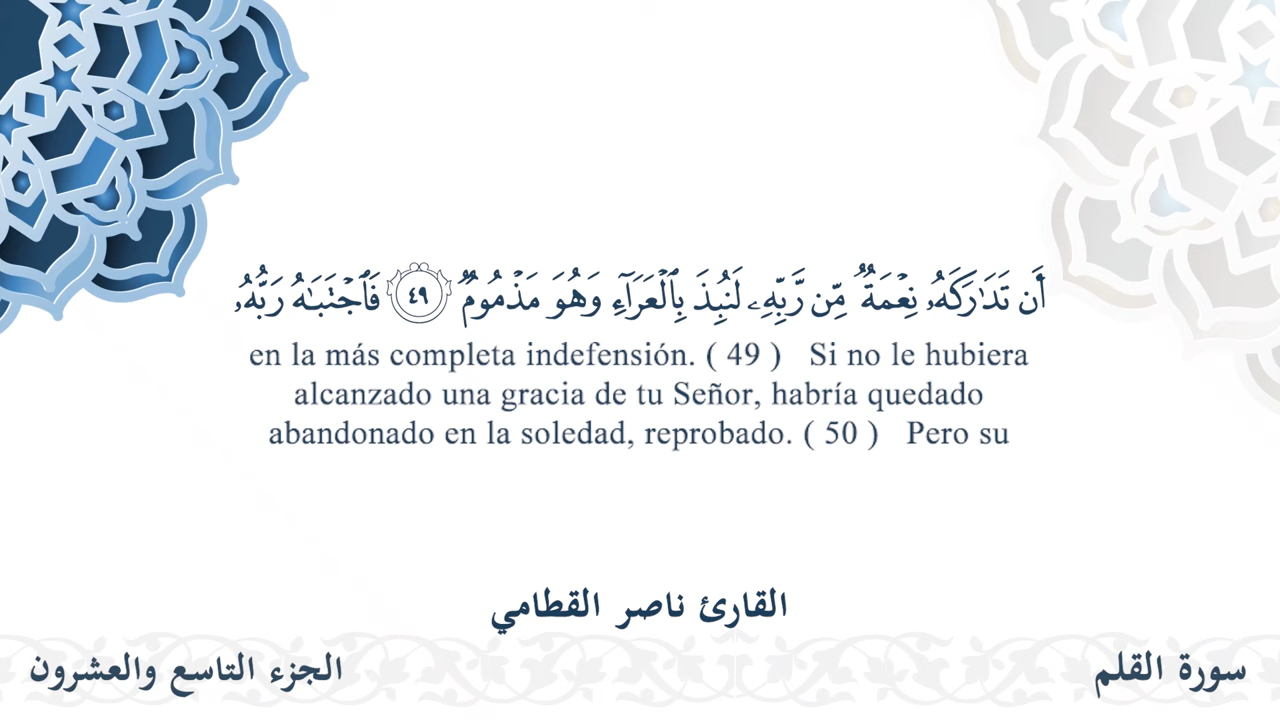 أَن تَدَٰرَكَهُۥ نِعۡمَةٌ مِّن رَّبِّهِۦ لَنُبِذَ بِٱلۡعَرَآءِ وَهُوَ مَذۡمُومٌ ٤٩ فَٱجۡتَبَٰهُ رَبُّهُۥ
en la más completa indefensión. ( 49 ) Si no le hubiera
alcanzado una gracia de tu Señor, habría quedado
abandonado en la soledad, reprobado. ( 50 ) Pero su
القارئ ناصر القطامي
سورة القلم
الجزء التاسع والعشرون